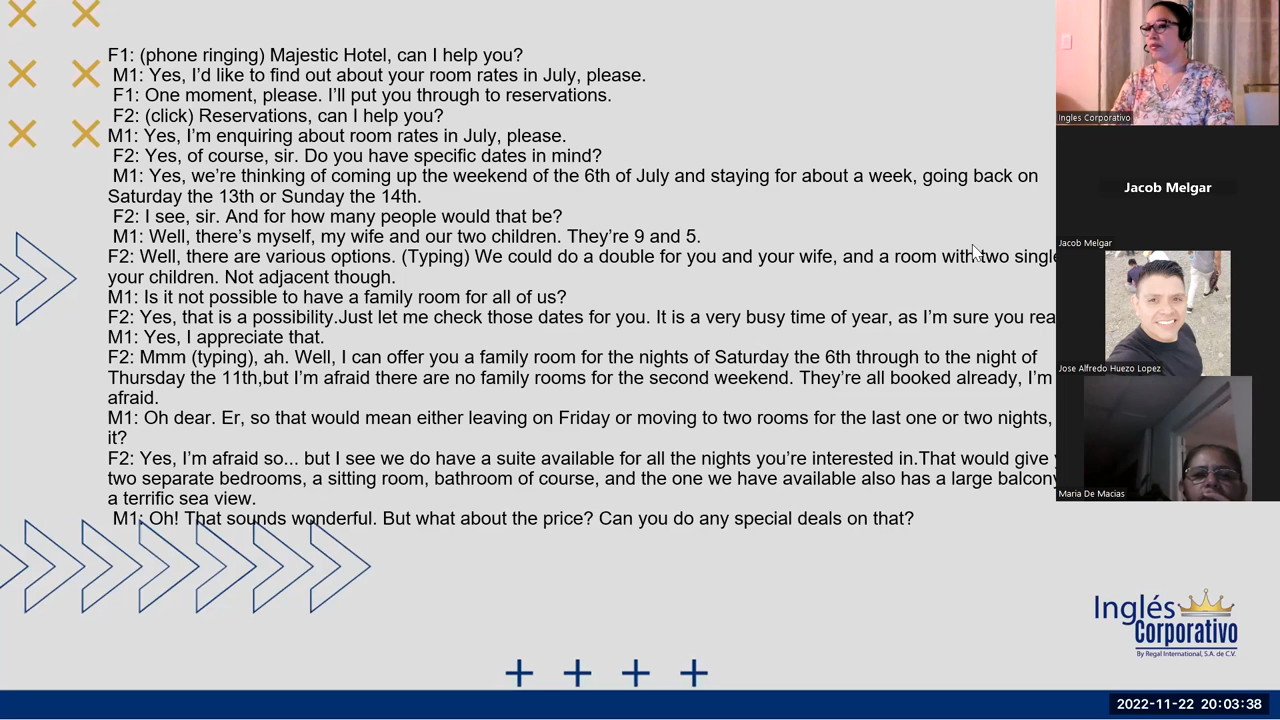 F1: (phone ringing) Majestic Hotel, can I help you?
M1: Yes, I’d like to find out about your room rates in July, please.
F1: One moment, please. I’ll put you through to reservations.
F2: (click) Reservations, can I help you?
M1: Yes, I’m enquiring about room rates in July, please.
F2: Yes, of course, sir. Do you have specific dates in mind?
M1: Yes, we’re thinking of coming up the weekend of the 6th of July and staying for about a week, going back on
Saturday the 13th or Sunday the 14th.
F2: I see, sir. And for how many people would that be?
M1: Well, there’s myself, my wife and our two children. They’re 9 and 5.
F2: Well, there are various options. (Typing) We could do a double for you and your wife, and a room with two single
your children. Not adjacent though.
M1: Is it not possible to have a family room for all of us?
F2: Yes, that is a possibility.Just let me check those dates for you. It is a very busy time of year, as I’m sure you rea
M1: Yes, I appreciate that.
F2: Mmm (typing), ah. Well, I can offer you a family room for the nights of Saturday the 6th through to the night of
Thursday the 11th,but I’m afraid there are no family rooms for the second weekend. They’re all booked already, I’m
afraid.
M1: Oh dear. Er, so that would mean either leaving on Friday or moving to two rooms for the last one or two nights,
it?
F2: Yes, I’m afraid so... but I see we do have a suite available for all the nights you’re interested in.That would give
two separate bedrooms, a sitting room, bathroom of course, and the one we have available also has a large balcony
a terrific sea view.
M1: Oh! That sounds wonderful. But what about the price? Can you do any special deals on that?
Ingles Corporativo
Jacob Melgar
Jacob Melgar
Jose Alfredo Huezo Lopez
Maria De Macias
Inglés
Corporativo
By Regal International, S.A. de C.V.
2022-11-22 20:03:38